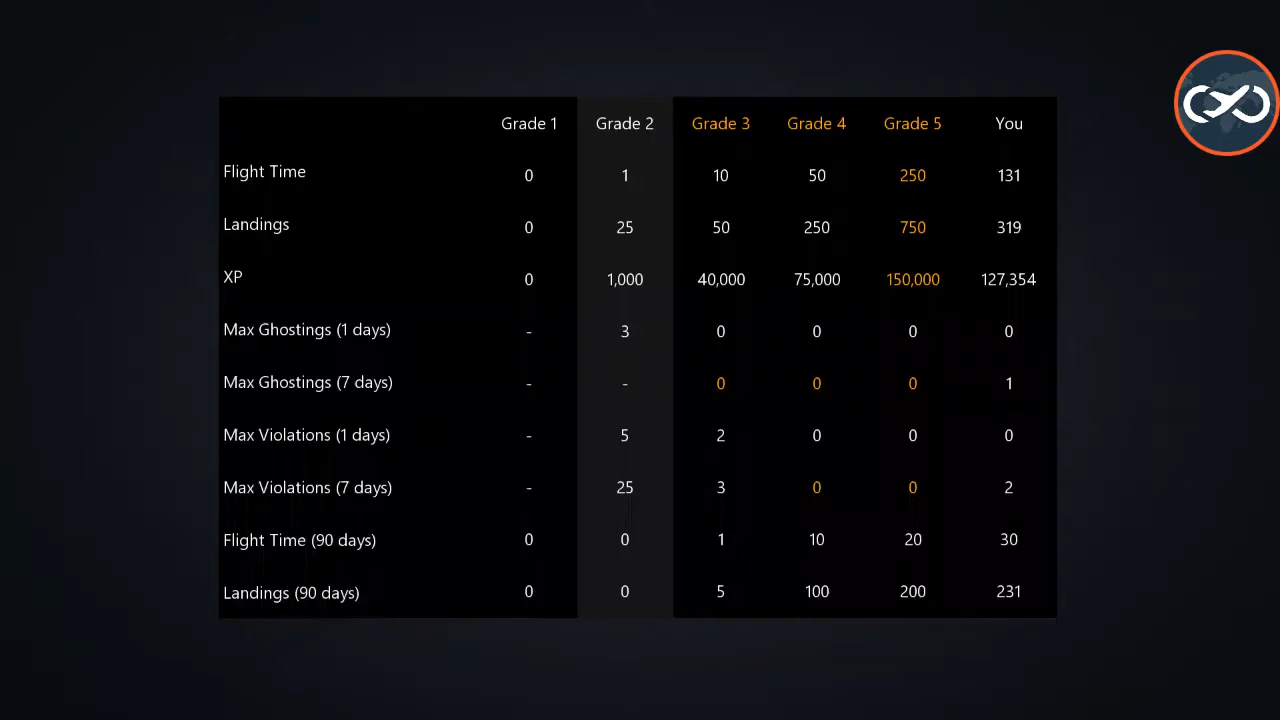 Grade 1 Grade 2 Grade 3 Grade 4 Grade 5 You
Flight Time 0 1 10 50 250 131
Landings 0 25 50 250 750 319
XP 0 1,000 40,000 75,000 150,000 127,354
Max Ghostings (1 days) - 3 0 0 0 0
Max Ghostings (7 days) - - 0 0 0 1
Max Violations (1 days) - 5 2 0 0 0
Max Violations (7 days) - 25 3 0 0 2
Flight Time (90 days) 0 0 1 10 20 30
Landings (90 days) 0 0 5 100 200 231